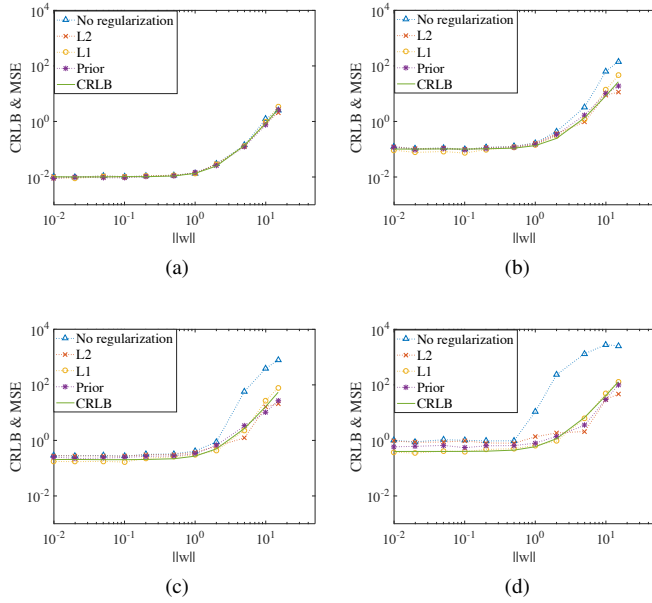 No regularization
L2
L1
Prior
CRLB
CRLB & MSE
10^4
10^2
10^0
10^-2
10^-2 10^-1 10^0 10^1
||w||
(a)
No regularization
L2
L1
Prior
CRLB
CRLB & MSE
10^4
10^2
10^0
10^-2
10^-2 10^-1 10^0 10^1
||w||
(b)
No regularization
L2
L1
Prior
CRLB
CRLB & MSE
10^4
10^2
10^0
10^-2
10^-2 10^-1 10^0 10^1
||w||
(c)
No regularization
L2
L1
Prior
CRLB
CRLB & MSE
10^4
10^2
10^0
10^-2
10^-2 10^-1 10^0 10^1
||w||
(d)